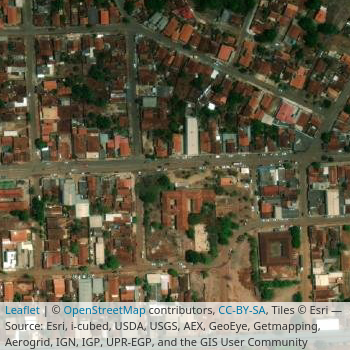 Leaflet | © OpenStreetMap contributors, CC-BY-SA, Tiles © Esri —
Source: Esri, i-cubed, USDA, USGS, AEX, GeoEye, Getmapping,
Aerogrid, IGN, IGP, UPR-EGP, and the GIS User Community